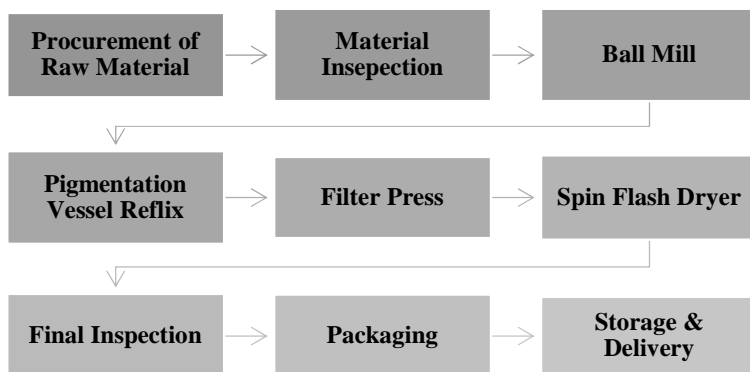 Procurement of
Raw Material
Material
Insepection
Ball Mill
Pigmentation
Vessel Reflix
Filter Press
Spin Flash Dryer
Final Inspection
Packaging
Storage &
Delivery